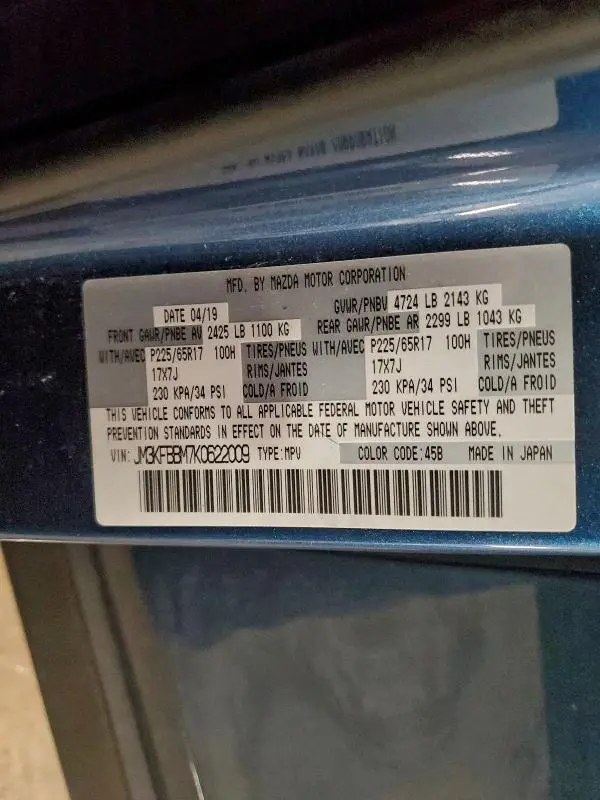 MFD. BY MAZDA MOTOR CORPORATION
DATE 04/19 GVWR/PNBV 4724 LB 2143 KG
FRONT GAWR/PNBE AV 2425 LB 1100 KG REAR GAWR/PNBE AR 2299 LB 1043 KG
WITH/AVEC P225/65R17 100H TIRES/PNEUS WITH/AVEC P225/65R17 100H TIRES/PNEUS
17X7J RIMS/JANTES 17X7J RIMS/JANTES
230 KPA/34 PSI COLD/A FROID 230 KPA/34 PSI COLD/A FROID
THIS VEHICLE CONFORMS TO ALL APPLICABLE FEDERAL MOTOR VEHICLE SAFETY AND THEFT
PREVENTION STANDARDS IN EFFECT ON THE DATE OF MANUFACTURE SHOWN ABOVE.
VIN: JM3KFBBM7K0622009 TYPE:MPV COLOR CODE:45B MADE IN JAPAN